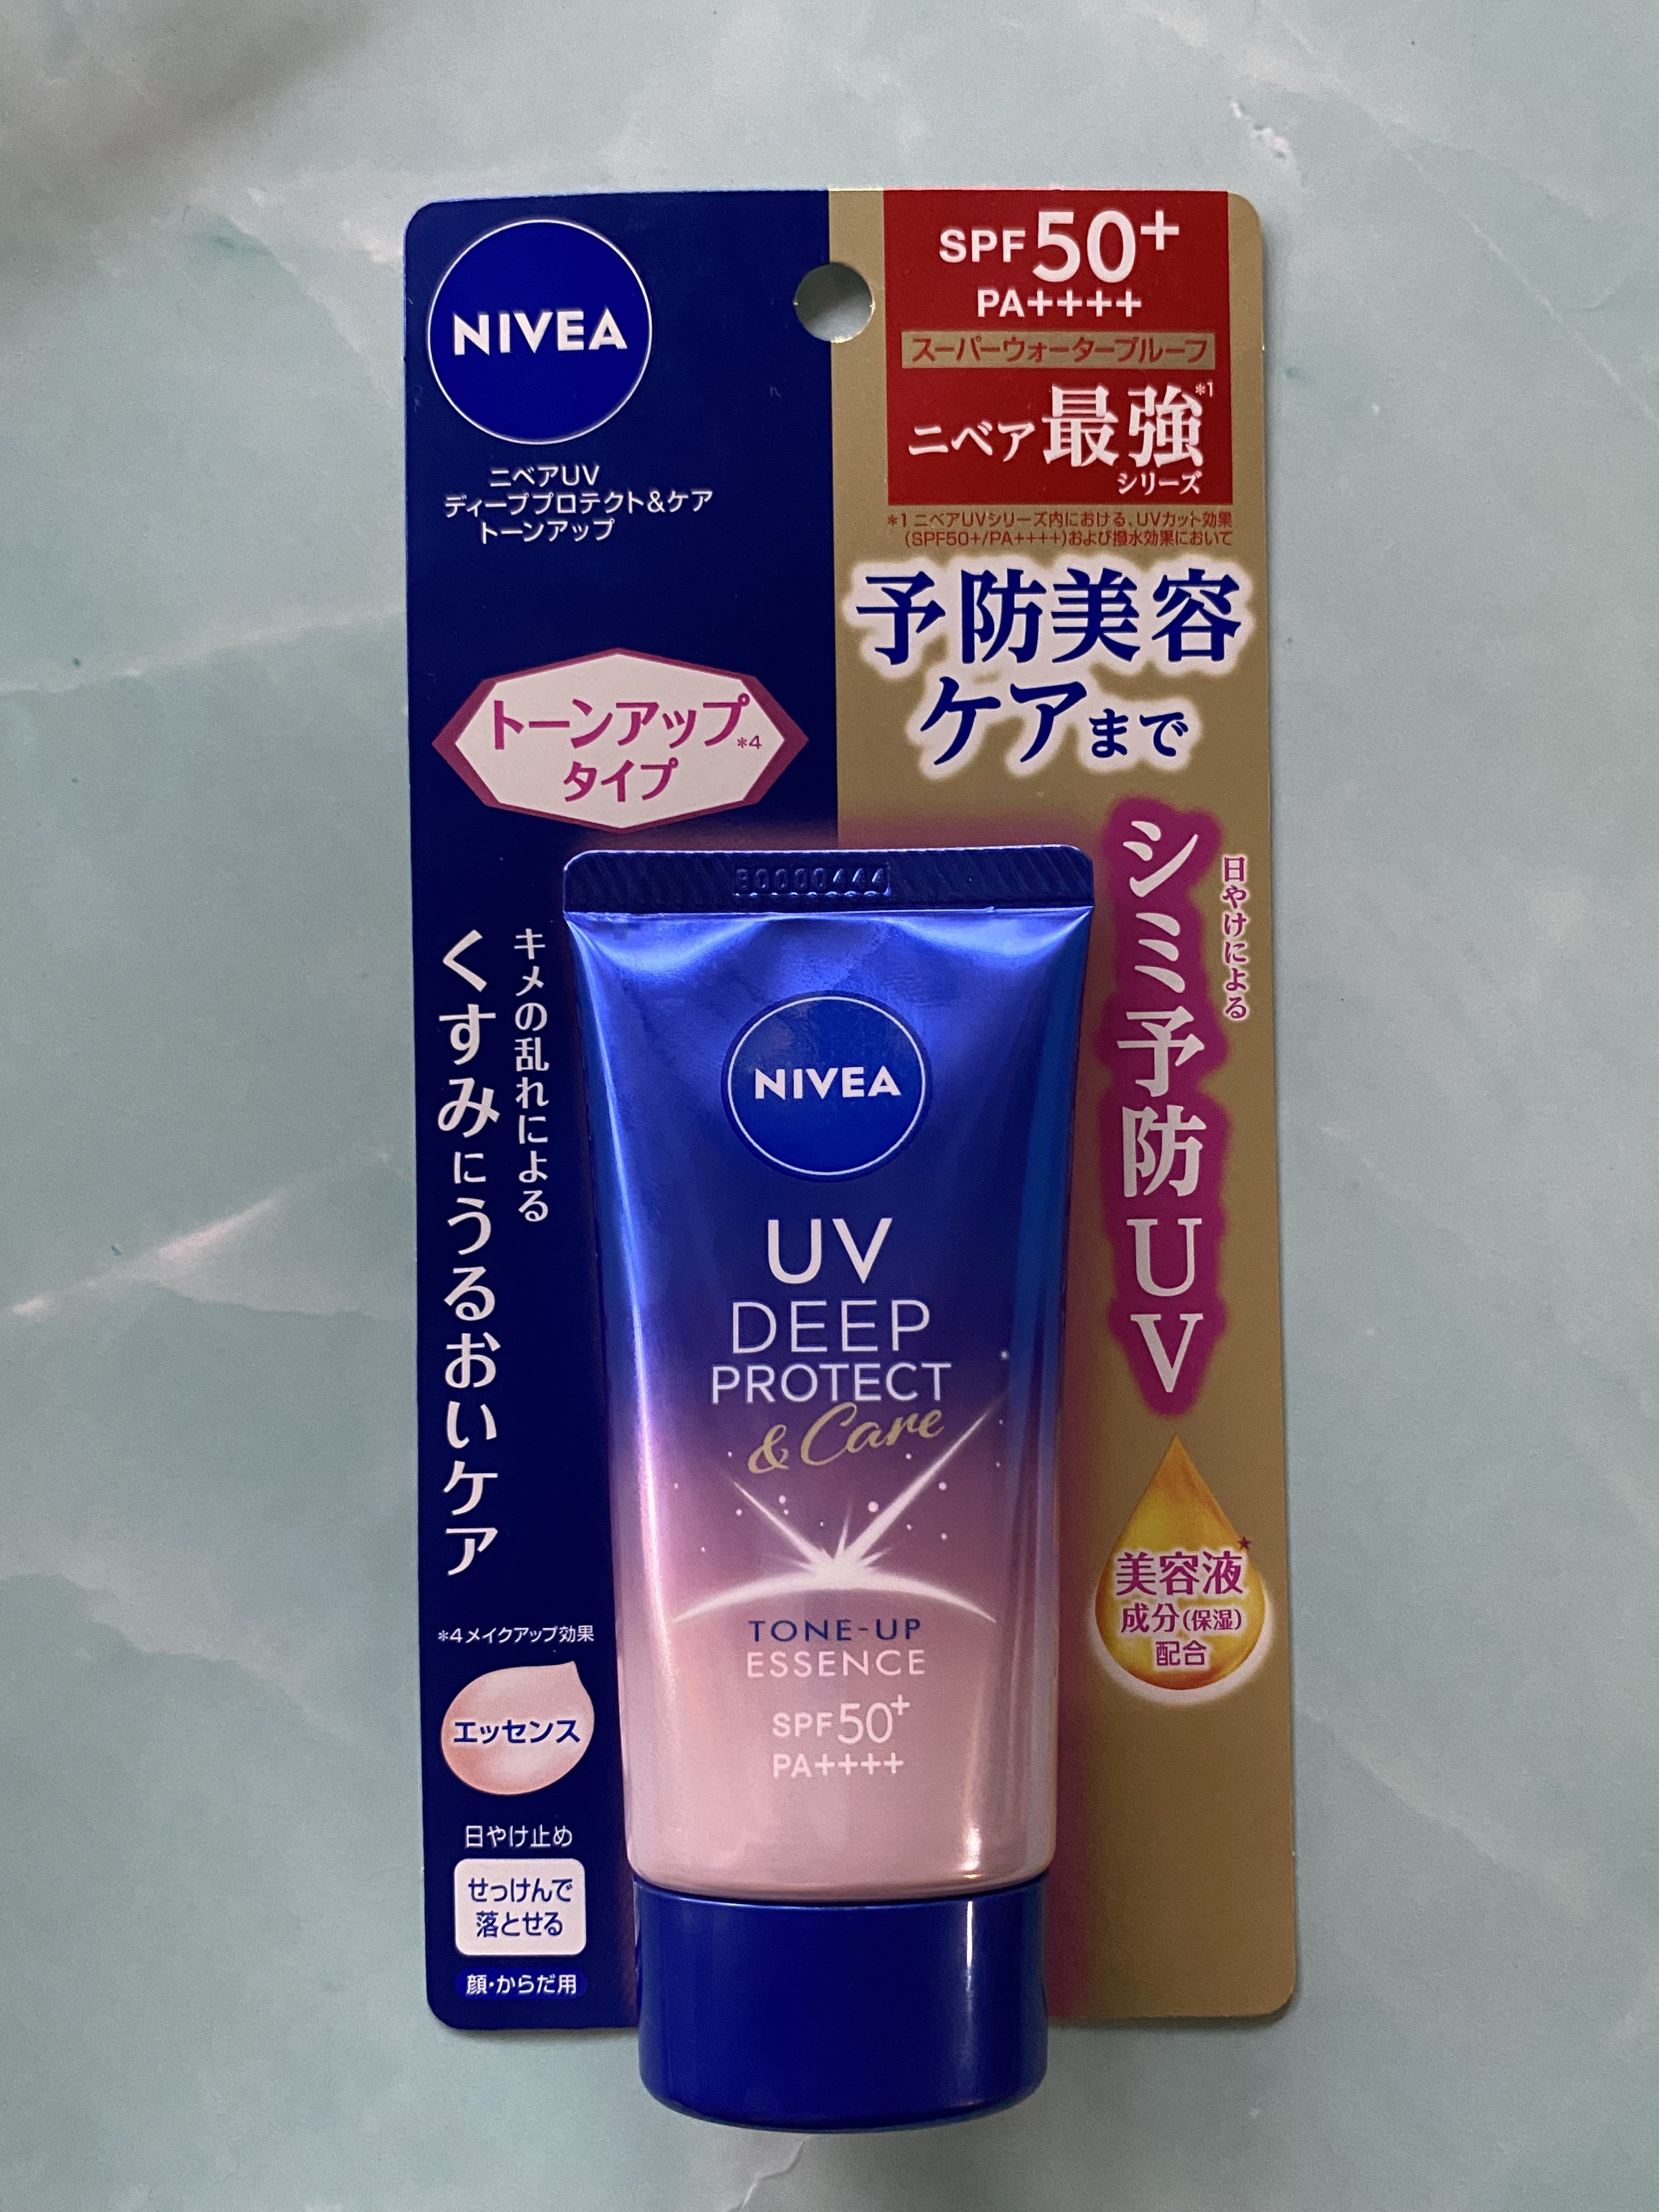 NIVEA
ニベアUV
ディーププロテクト&ケア
トーンアップ
SPF50+
PA++++
スーパーウォータープルーフ
ニベア最強*1
シリーズ
*1 ニベアUVシリーズ内における、UVカット効果
(SPF50+/PA++++)および撥水効果において
予防美容
ケアまで
トーンアップ*4
タイプ
日やけによる
シミ予防UV
キメの乱れによる
くすみにうるおいケア
NIVEA
UV
DEEP
PROTECT
& Care
TONE-UP
ESSENCE
SPF50+
PA++++
美容液★
成分(保湿)
配合
*4メイクアップ効果
エッセンス
日やけ止め
せっけんで
落とせる
顔・からだ用